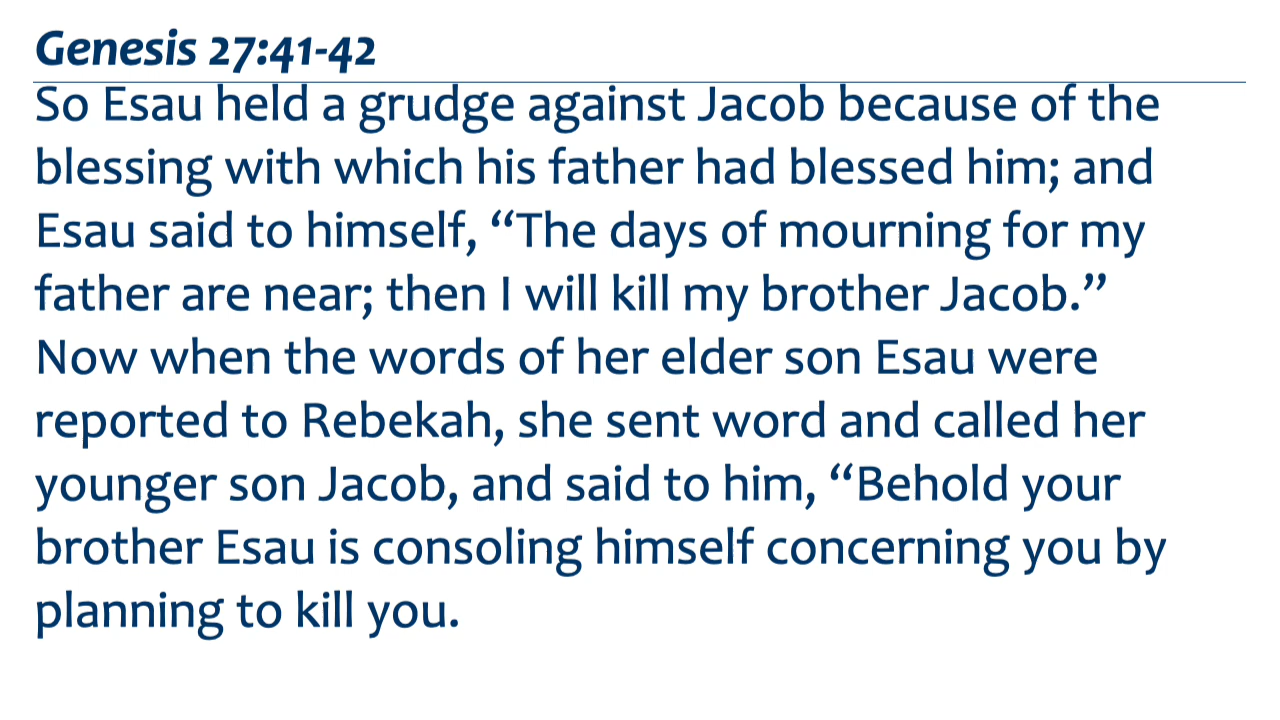 Genesis 27:41-42
So Esau held a grudge against Jacob because of the
blessing with which his father had blessed him; and
Esau said to himself, “The days of mourning for my
father are near; then I will kill my brother Jacob.”
Now when the words of her elder son Esau were
reported to Rebekah, she sent word and called her
younger son Jacob, and said to him, “Behold your
brother Esau is consoling himself concerning you by
planning to kill you.